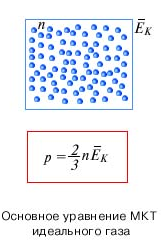 n
Ē_K
p = 2/3 nĒ_K
Основное уравнение МКТ
идеального газа